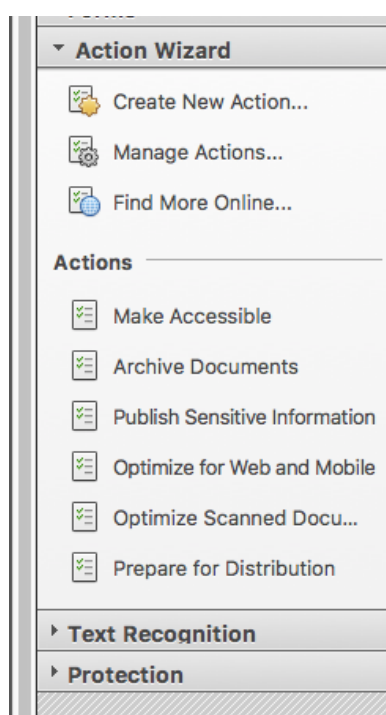 Forms
Action Wizard
Create New Action...
Manage Actions...
Find More Online...
Actions
Make Accessible
Archive Documents
Publish Sensitive Information
Optimize for Web and Mobile
Optimize Scanned Docu...
Prepare for Distribution
Text Recognition
Protection